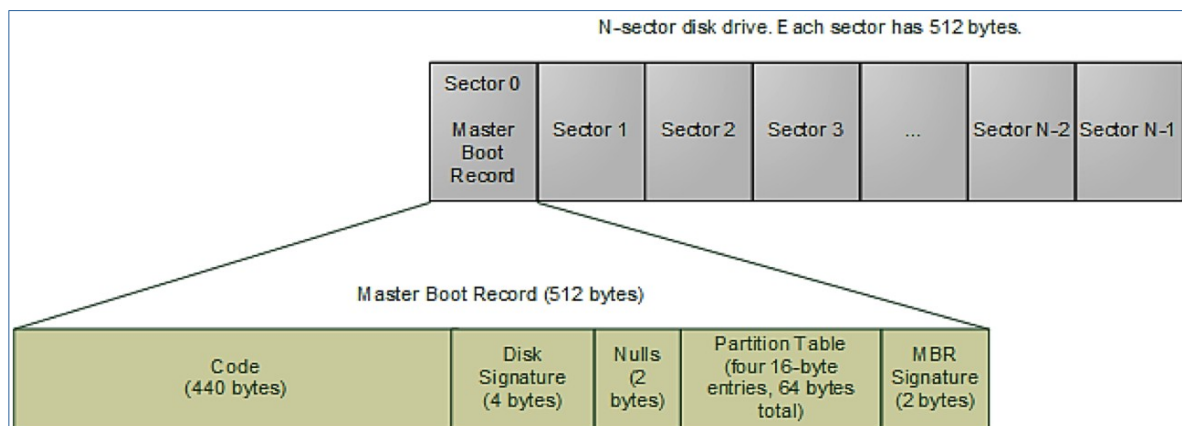 N-sector disk drive. Each sector has 512 bytes.
Sector 0
Master
Boot
Record
Sector 1
Sector 2
Sector 3
...
Sector N-2
Sector N-1
Master Boot Record (512 bytes)
Code
(440 bytes)
Disk
Signature
(4 bytes)
Nulls
(2
bytes)
Partition Table
(four 16-byte
entries, 64 bytes
total)
MBR
Signature
(2 bytes)